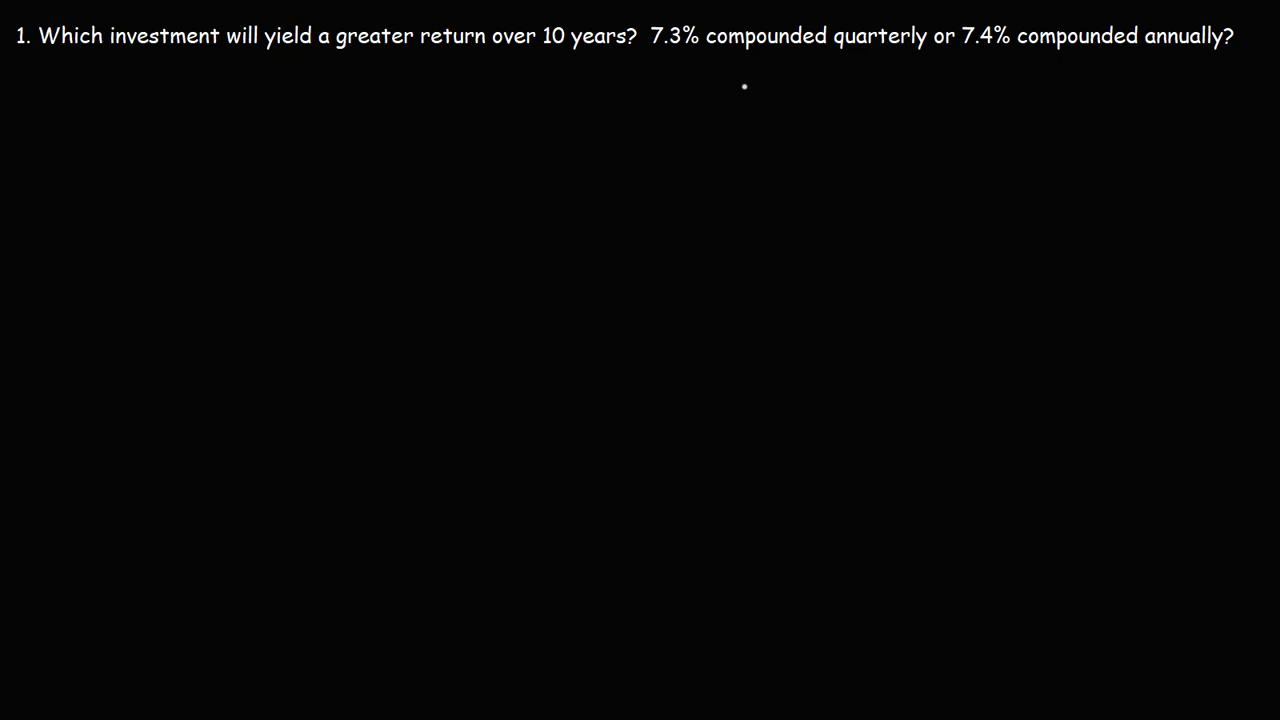 1. Which investment will yield a greater return over 10 years? 7.3% compounded quarterly or 7.4% compounded annually?